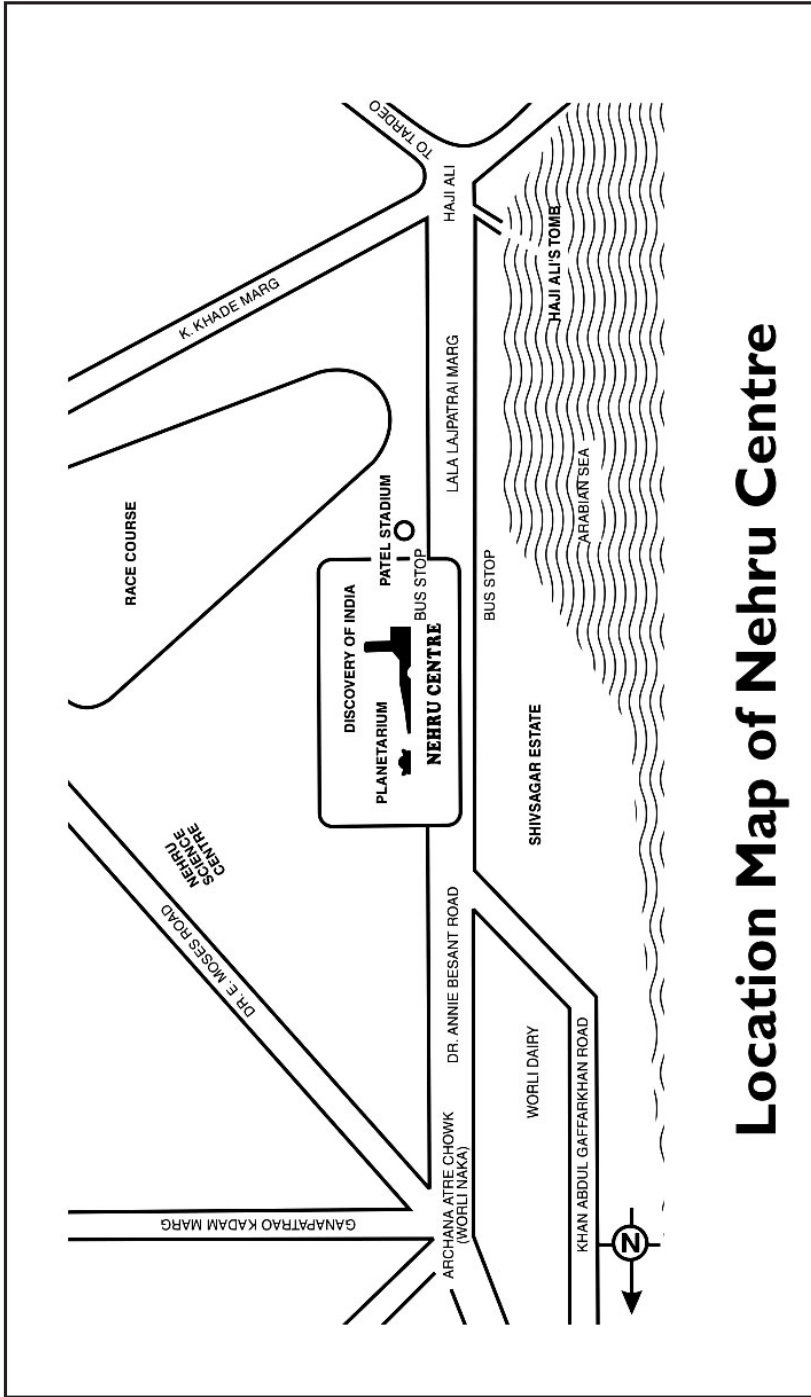 TO TARDEO
HAJI ALI
K. KHADE MARG
HAJI ALI'S TOMB
LALA LAJPATRAI MARG
ARABIAN SEA
RACE COURSE
PATEL STADIUM
BUS STOP
BUS STOP
DISCOVERY OF INDIA
PLANETARIUM
NEHRU CENTRE
SHIVSAGAR ESTATE
NEHRU
SCIENCE
CENTRE
DR. E. MOSES ROAD
DR. ANNIE BESANT ROAD
WORLI DAIRY
KHAN ABDUL GAFFARKHAN ROAD
GANAPATRAO KADAM MARG
ARCHANA ATRE CHOWK
(WORLI NAKA)
N
Location Map of Nehru Centre